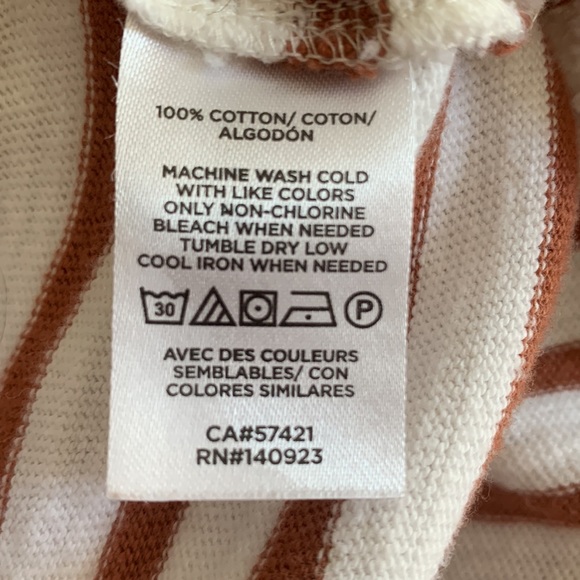 100% COTTON/ COTON/
ALGODÓN
MACHINE WASH COLD
WITH LIKE COLORS
ONLY NON-CHLORINE
BLEACH WHEN NEEDED
TUMBLE DRY LOW
COOL IRON WHEN NEEDED
30 P
AVEC DES COULEURS
SEMBLABLES/ CON
COLORES SIMILARES
CA#57421
RN#140923